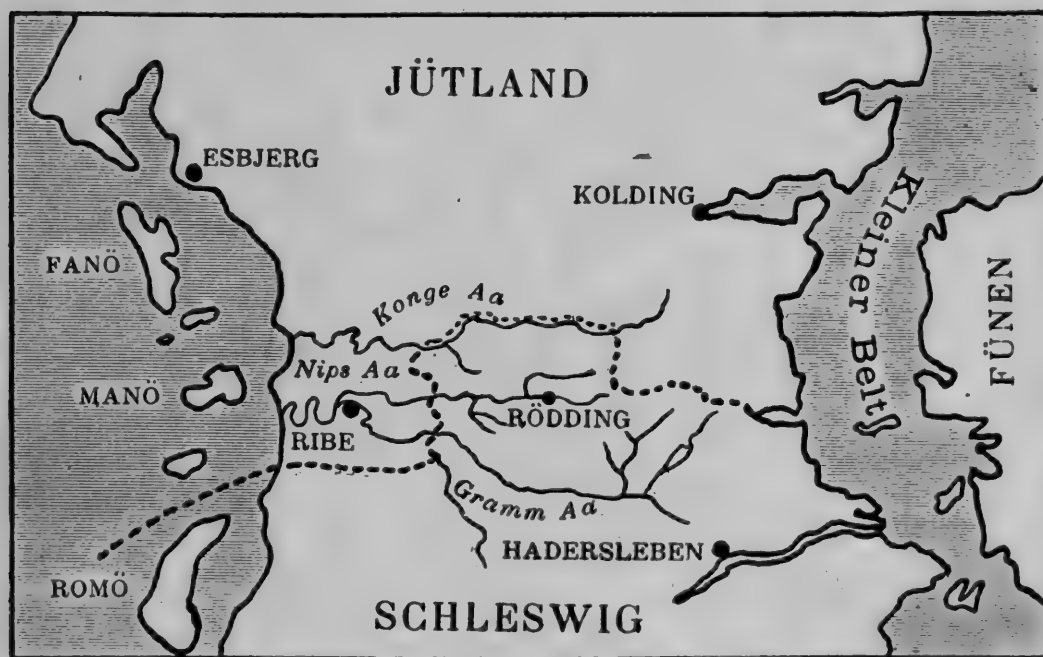 JÜTLAND
ESBJERG
KOLDING
Kleiner Belt
FANÖ
FÜNEN
Konge Aa
Nips Aa
MANÖ
RÖDDING
RIBE
Gramm Aa
HADERSLEBEN
ROMÖ
SCHLESWIG